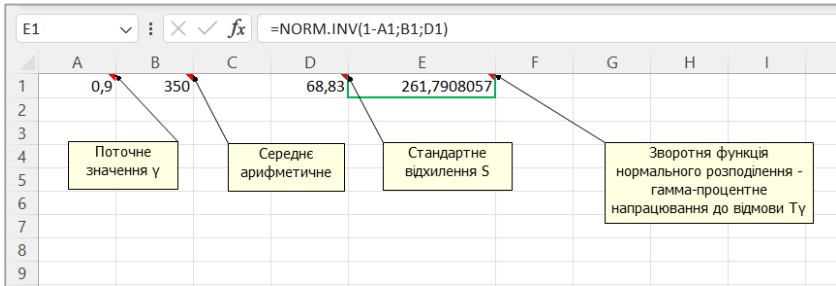 E1 fx =NORM.INV(1-A1;B1;D1)
A B C D E F G H I
1 0,9 350 68,83 261,7908057
2
3
4
5
6
7
8
9
Поточне
значення γ
Середнє
арифметичне
Стандартне
відхилення S
Зворотня функція
нормального розподілення -
гамма-процентне
напрацювання до відмови Тγ